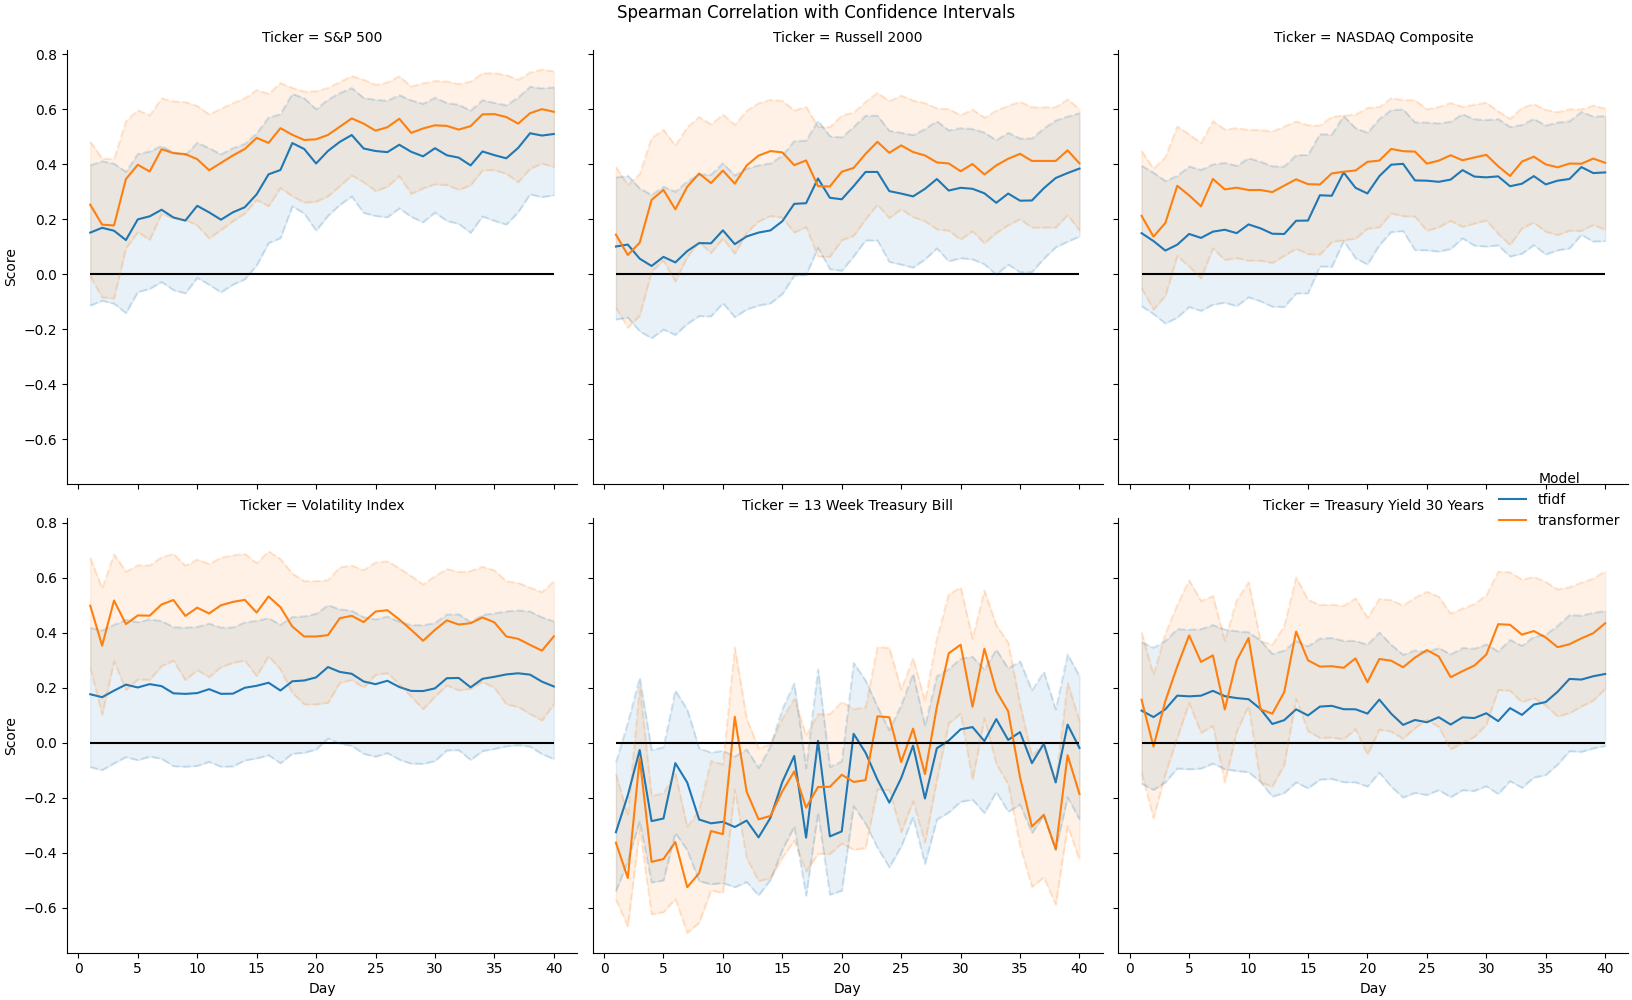 Spearman Correlation with Confidence Intervals
Ticker = S&P 500
Ticker = Russell 2000
Ticker = NASDAQ Composite
0.8
0.6
0.4
0.2
0.0
−0.2
−0.4
−0.6
Score
Model
tfidf
transformer
Ticker = Volatility Index
Ticker = 13 Week Treasury Bill
Ticker = Treasury Yield 30 Years
0.8
0.6
0.4
0.2
0.0
−0.2
−0.4
−0.6
Score
0 5 10 15 20 25 30 35 40
0 5 10 15 20 25 30 35 40
0 5 10 15 20 25 30 35 40
Day
Day
Day